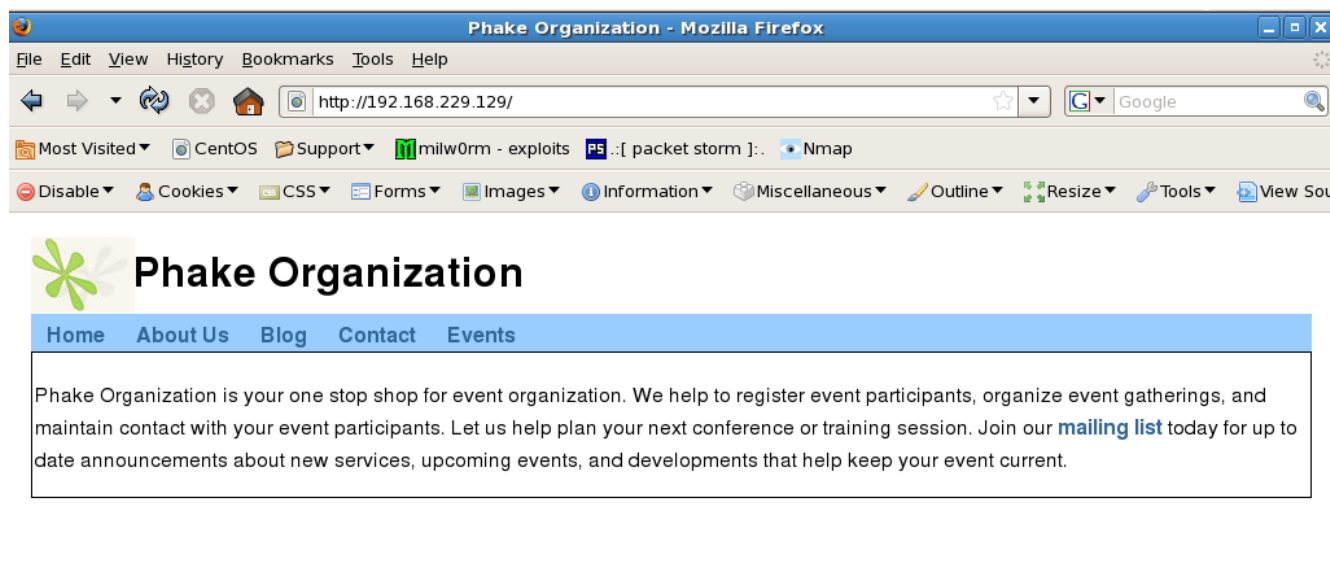 Phake Organization - Mozilla Firefox
File Edit View History Bookmarks Tools Help
http://192.168.229.129/ G Google
Most Visited CentOS Support milw0rm - exploits PS .:[ packet storm ]:. Nmap
Disable Cookies CSS Forms Images Information Miscellaneous Outline Resize Tools View Sou
Phake Organization
Home About Us Blog Contact Events
Phake Organization is your one stop shop for event organization. We help to register event participants, organize event gatherings, and
maintain contact with your event participants. Let us help plan your next conference or training session. Join our mailing list today for up to
date announcements about new services, upcoming events, and developments that help keep your event current.